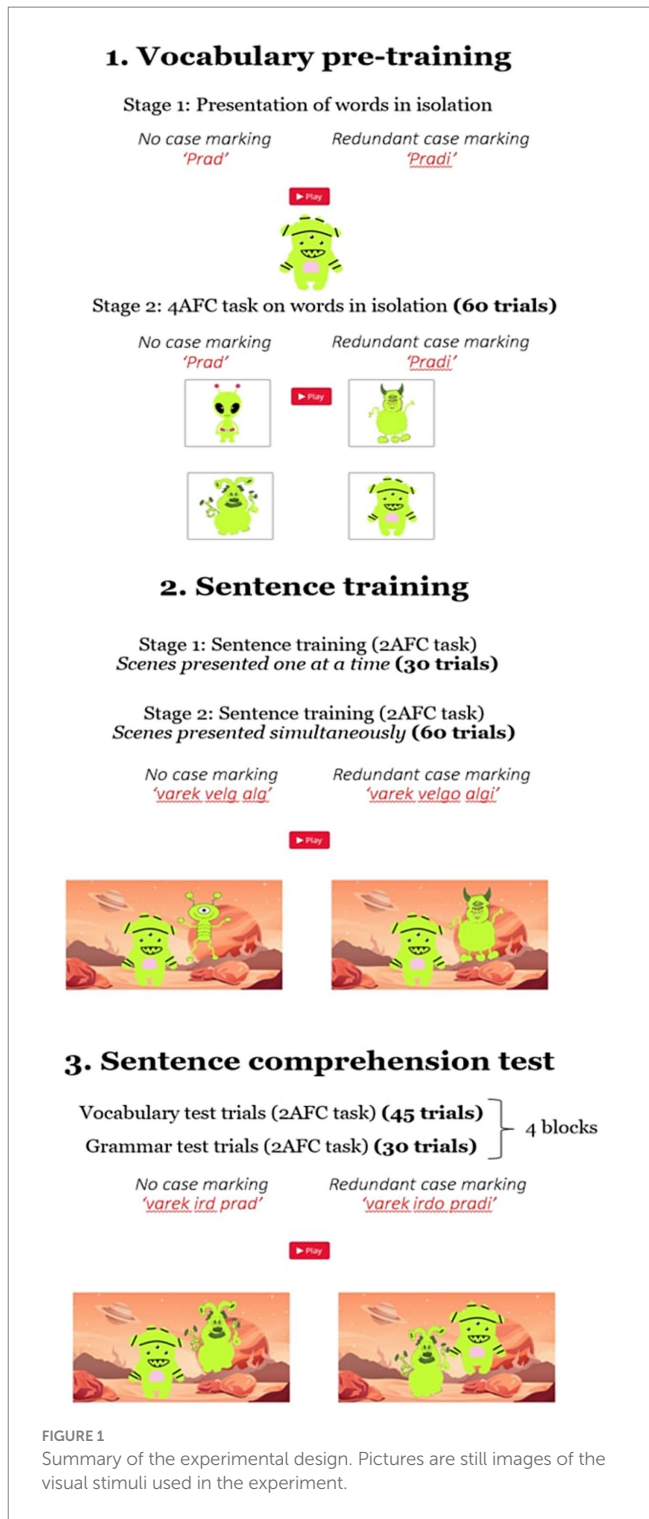 1. Vocabulary pre-training
Stage 1: Presentation of words in isolation
No case marking Redundant case marking
‘Prad’ ‘Pradi’
▶ Play
Stage 2: 4AFC task on words in isolation (60 trials)
No case marking Redundant case marking
‘Prad’ ‘Pradi’
▶ Play
2. Sentence training
Stage 1: Sentence training (2AFC task)
Scenes presented one at a time (30 trials)
Stage 2: Sentence training (2AFC task)
Scenes presented simultaneously (60 trials)
No case marking Redundant case marking
‘varek velg alg’ ‘varek velgo algi’
▶ Play
3. Sentence comprehension test
Vocabulary test trials (2AFC task) (45 trials)
Grammar test trials (2AFC task) (30 trials)
4 blocks
No case marking Redundant case marking
‘varek ird prad’ ‘varek irdo pradi’
▶ Play
FIGURE 1
Summary of the experimental design. Pictures are still images of the
visual stimuli used in the experiment.